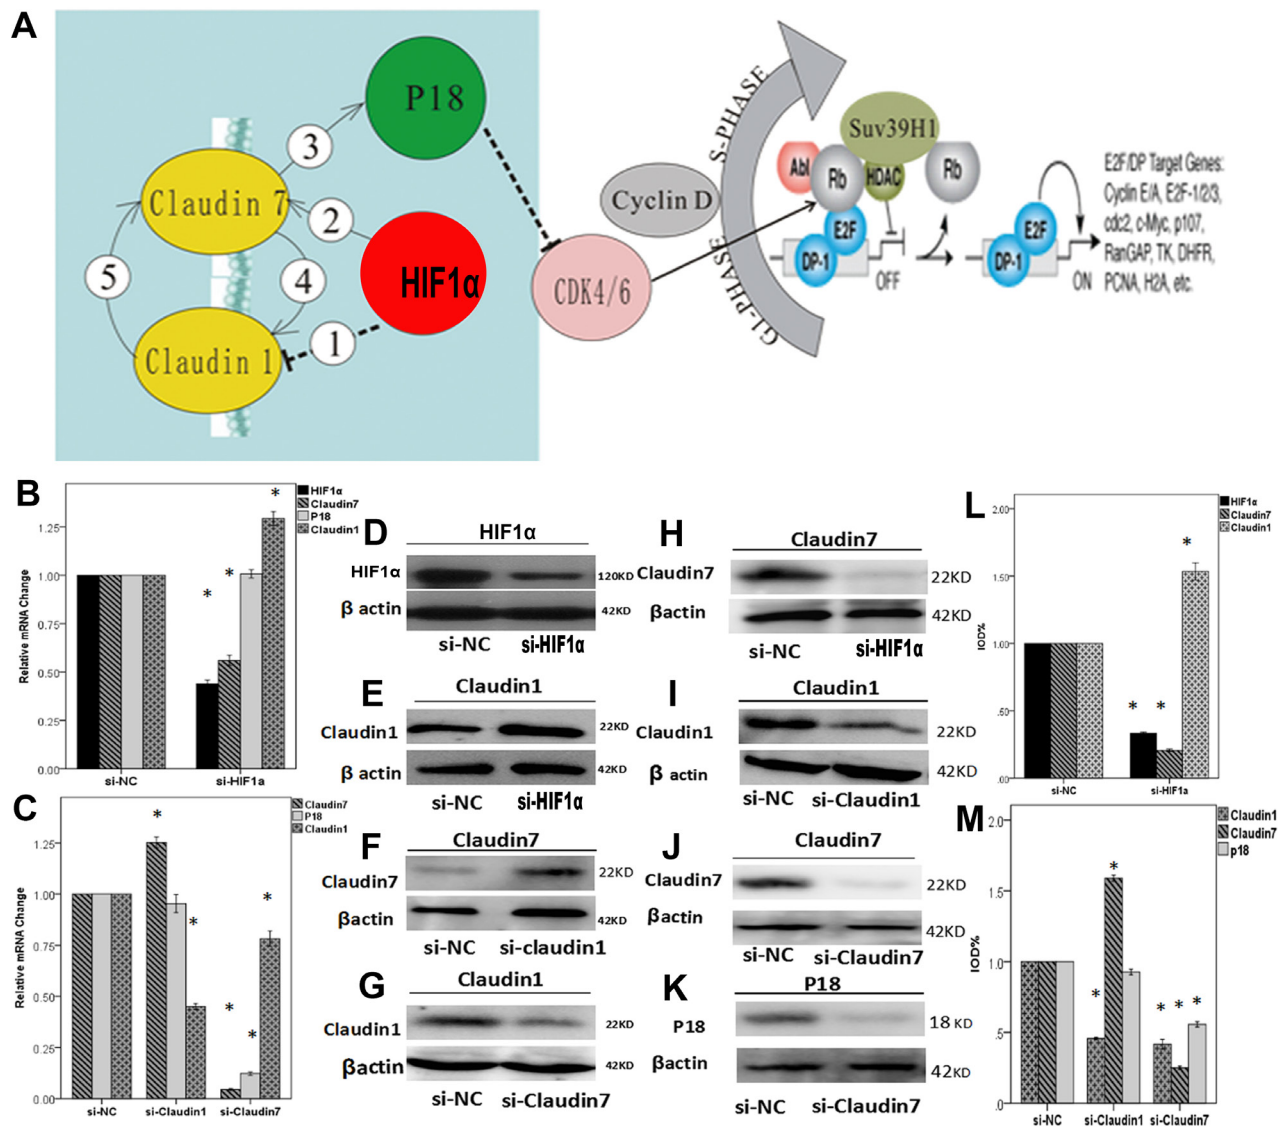 A
P18
Claudin 7
HIF1α
Claudin 1
1
2
3
4
5
CDK4/6
Cyclin D
S-PHASE
G1-PHASE
Abl
Rb
HDAC
Suv39H1
Rb
E2F
DP-1
OFF
E2F
DP-1
ON
E2F/DP Target Genes:
Cyclin E/A, E2F-1/2/3,
cdc2, c-Myc, p107,
RanGAP, TK, DHFR,
PCNA, H2A, etc.
B
Relative mRNA Change
1.25
1.00
0.75
0.50
0.25
0.00
* * *
si-NC si-HIF1a
HIF1α
Claudin7
P18
Claudin1
C
Relative mRNA Change
1.25
1.00
0.75
0.50
0.25
0.00
* * * * *
si-NC si-Claudin1 si-Claudin7
Claudin7
P18
Claudin1
D
HIF1α
HIF1α 120KD
β actin 42KD
si-NC si-HIF1α
E
Claudin1
Claudin1 22KD
β actin 42KD
si-NC si-HIF1α
F
Claudin7
Claudin7 22KD
βactin 42KD
si-NC si-claudin1
G
Claudin1
Claudin1 22KD
βactin 42KD
si-NC si-Claudin7
H
Claudin7
Claudin7 22KD
βactin 42KD
si-NC si-HIF1α
I
Claudin1
Claudin1 22KD
β actin 42KD
si-NC si-Claudin1
J
Claudin7
Claudin7 22KD
βactin 42KD
si-NC si-Claudin7
K
P18
P18 18 KD
βactin 42KD
si-NC si-Claudin7
L
IOD%
2.00
1.50
1.00
.50
.00
* * *
si-NC si-HIF1a
HIF1α
Claudin7
Claudin1
M
IOD%
2.0
1.5
1.0
.5
.0
* * * * *
si-NC si-Claudin1 si-Claudin7
Claudin1
Claudin7
p18